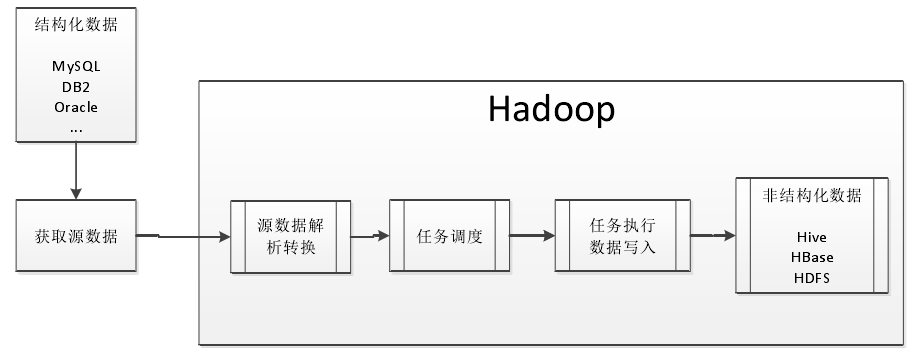 结构化数据
MySQL
DB2
Oracle
...
Hadoop
获取源数据
源数据解
析转换
任务调度
任务执行
数据写入
非结构化数据
Hive
HBase
HDFS